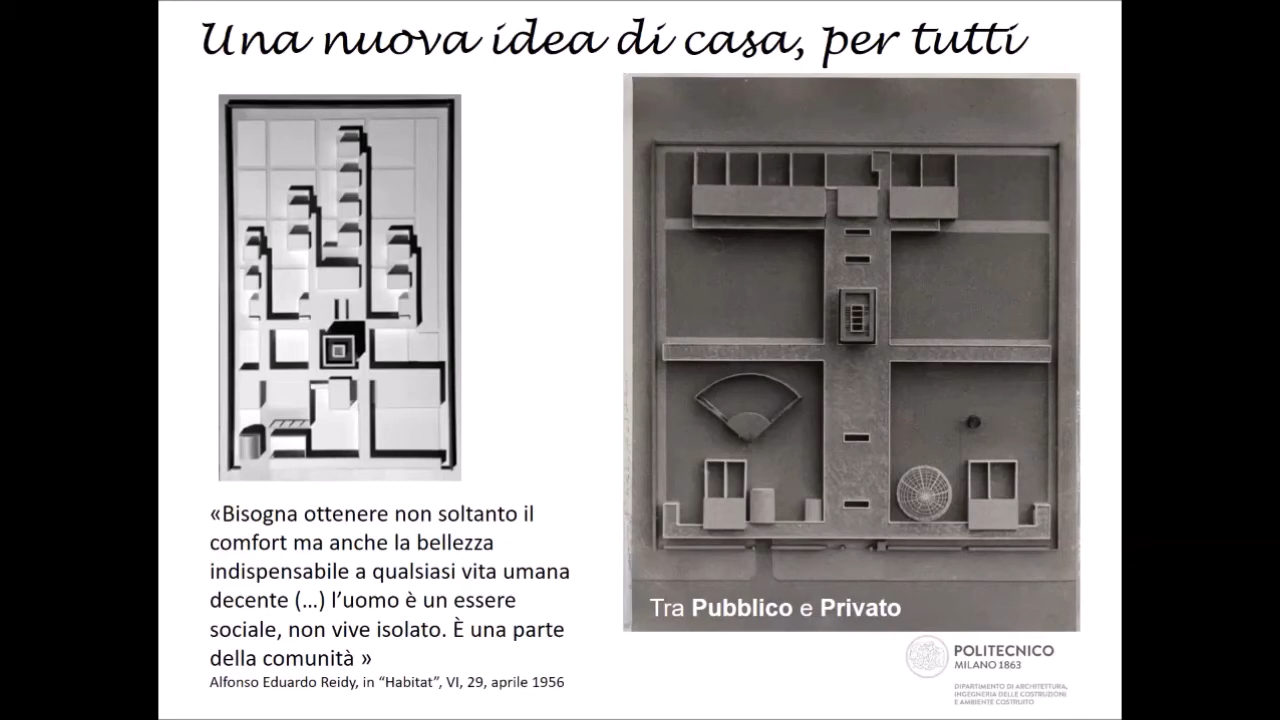 Una nuova idea di casa, per tutti
«Bisogna ottenere non soltanto il
comfort ma anche la bellezza
indispensabile a qualsiasi vita umana
decente (...) l'uomo è un essere
sociale, non vive isolato. È una parte
della comunità »
Alfonso Eduardo Reidy, in “Habitat”, VI, 29, aprile 1956
Tra Pubblico e Privato
POLITECNICO
MILANO 1863
DIPARTIMENTO DI ARCHITETTURA,
INGEGNERIA DELLE COSTRUZIONI
E AMBIENTE COSTRUITO